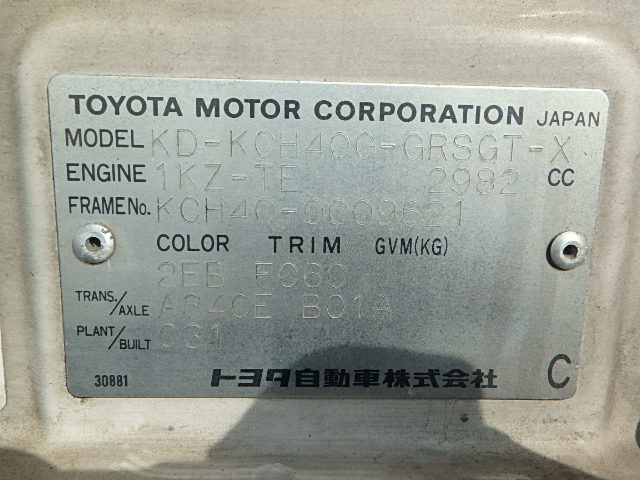 TOYOTA MOTOR CORPORATION JAPAN
MODEL KD-KCH40G-GRSGT-X
ENGINE 1KZ-TE 2982 CC
FRAME No. KCH40-0009621
COLOR TRIM GVM(KG)
2EB FC60
TRANS./AXLE A340E B01A
PLANT/BUILT C31
30881 トヨタ自動車株式会社 C